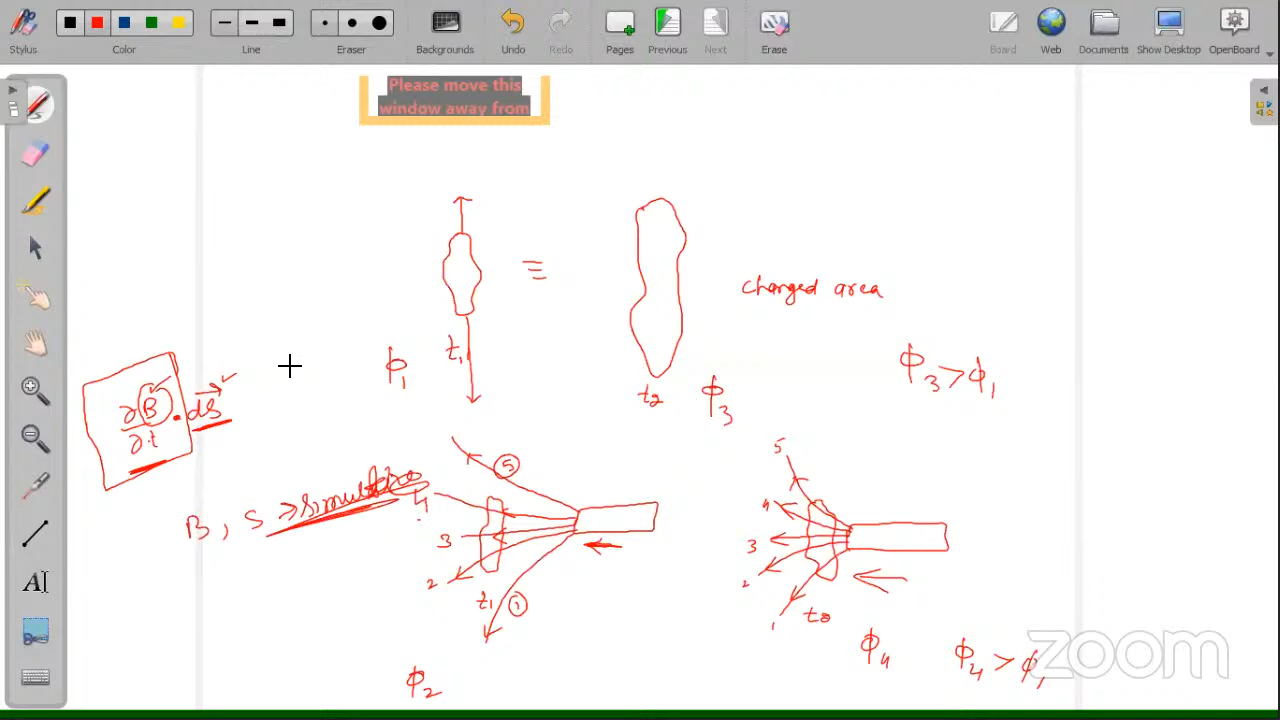 Stylus
Color
Line
Eraser
Backgrounds
Undo
Redo
Pages
Previous
Next
Erase
Board
Web
Documents
Show Desktop
OpenBoard
Please move this
window away from
≡
changed area
t₁
ϕ₁
t₂
ϕ₃
ϕ₃ > ϕ₁
∂B/∂t · dS
B, S →
5
4
3
2
t₁
1
ϕ₂
5
4
3
2
1
ϕ₄
ϕ₄ > ϕ₁
AI
zoom